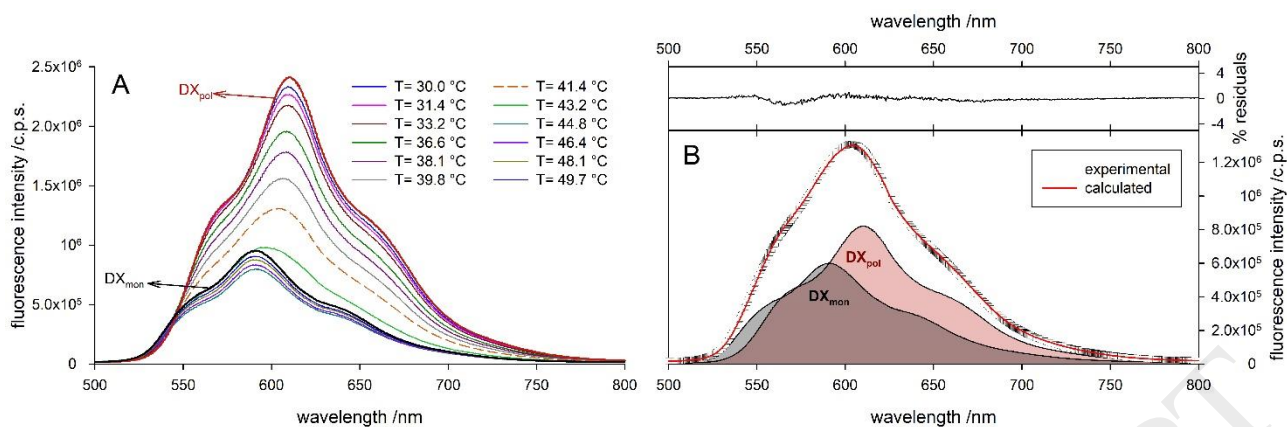 A
fluorescence intensity /c.p.s.
2.5x10⁶
2.0x10⁶
1.5x10⁶
10⁶
5.0x10⁵
0
DXpol
DXmon
T= 30.0 °C
T= 31.4 °C
T= 33.2 °C
T= 36.6 °C
T= 38.1 °C
T= 39.8 °C
T= 41.4 °C
T= 43.2 °C
T= 44.8 °C
T= 46.4 °C
T= 48.1 °C
T= 49.7 °C
500 550 600 650 700 750 800
wavelength /nm
wavelength /nm
500 550 600 650 700 750 800
4
0
-4
% residuals
B
experimental
calculated
DXpol
DXmon
1.2x10⁶
10⁶
8.0x10⁵
6.0x10⁵
4.0x10⁵
2.0x10⁵
0
fluorescence intensity /c.p.s.
500 550 600 650 700 750 800
wavelength /nm